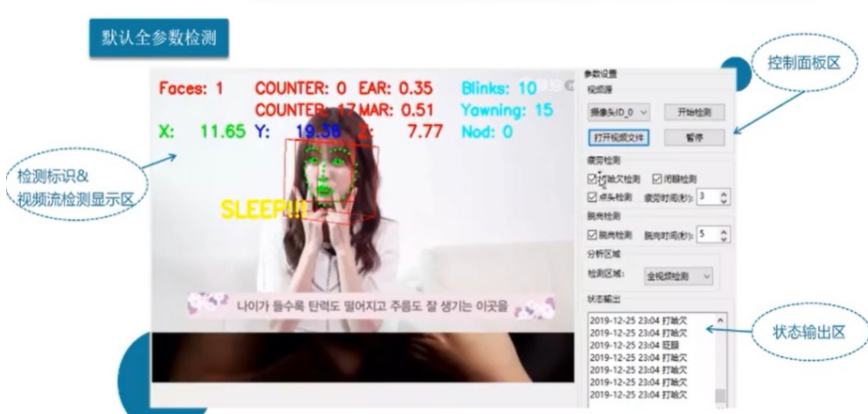 默认全参数检测
控制面板区
检测标识&
视频流检测显示区
状态输出区
Faces: 1 COUNTER: 0 EAR: 0.35 Blinks: 10
COUNTER: 17 MAR: 0.51 Yawning: 15
X: 11.65 Y: 19.36 Z: 7.77 Nod: 0
SLEEP!!!
나이가 들수록 탄력도 떨어지고 주름도 잘 생기는 이곳을
参数设置
视频源
摄像头ID_0 开始检测
打开视频文件 暂停
疲劳检测
打哈欠检测 闭眼检测
点头检测 疲劳时间(秒): 3
脱岗检测
脱岗检测 脱岗时间(秒): 5
分析区域
检测区域: 全视频检测
状态输出
2019-12-25 23:04 打哈欠
2019-12-25 23:04 打哈欠
2019-12-25 23:04 眨眼
2019-12-25 23:04 打哈欠
2019-12-25 23:04 打哈欠
2019-12-25 23:04 打哈欠
2019-12-25 23:04 打哈欠